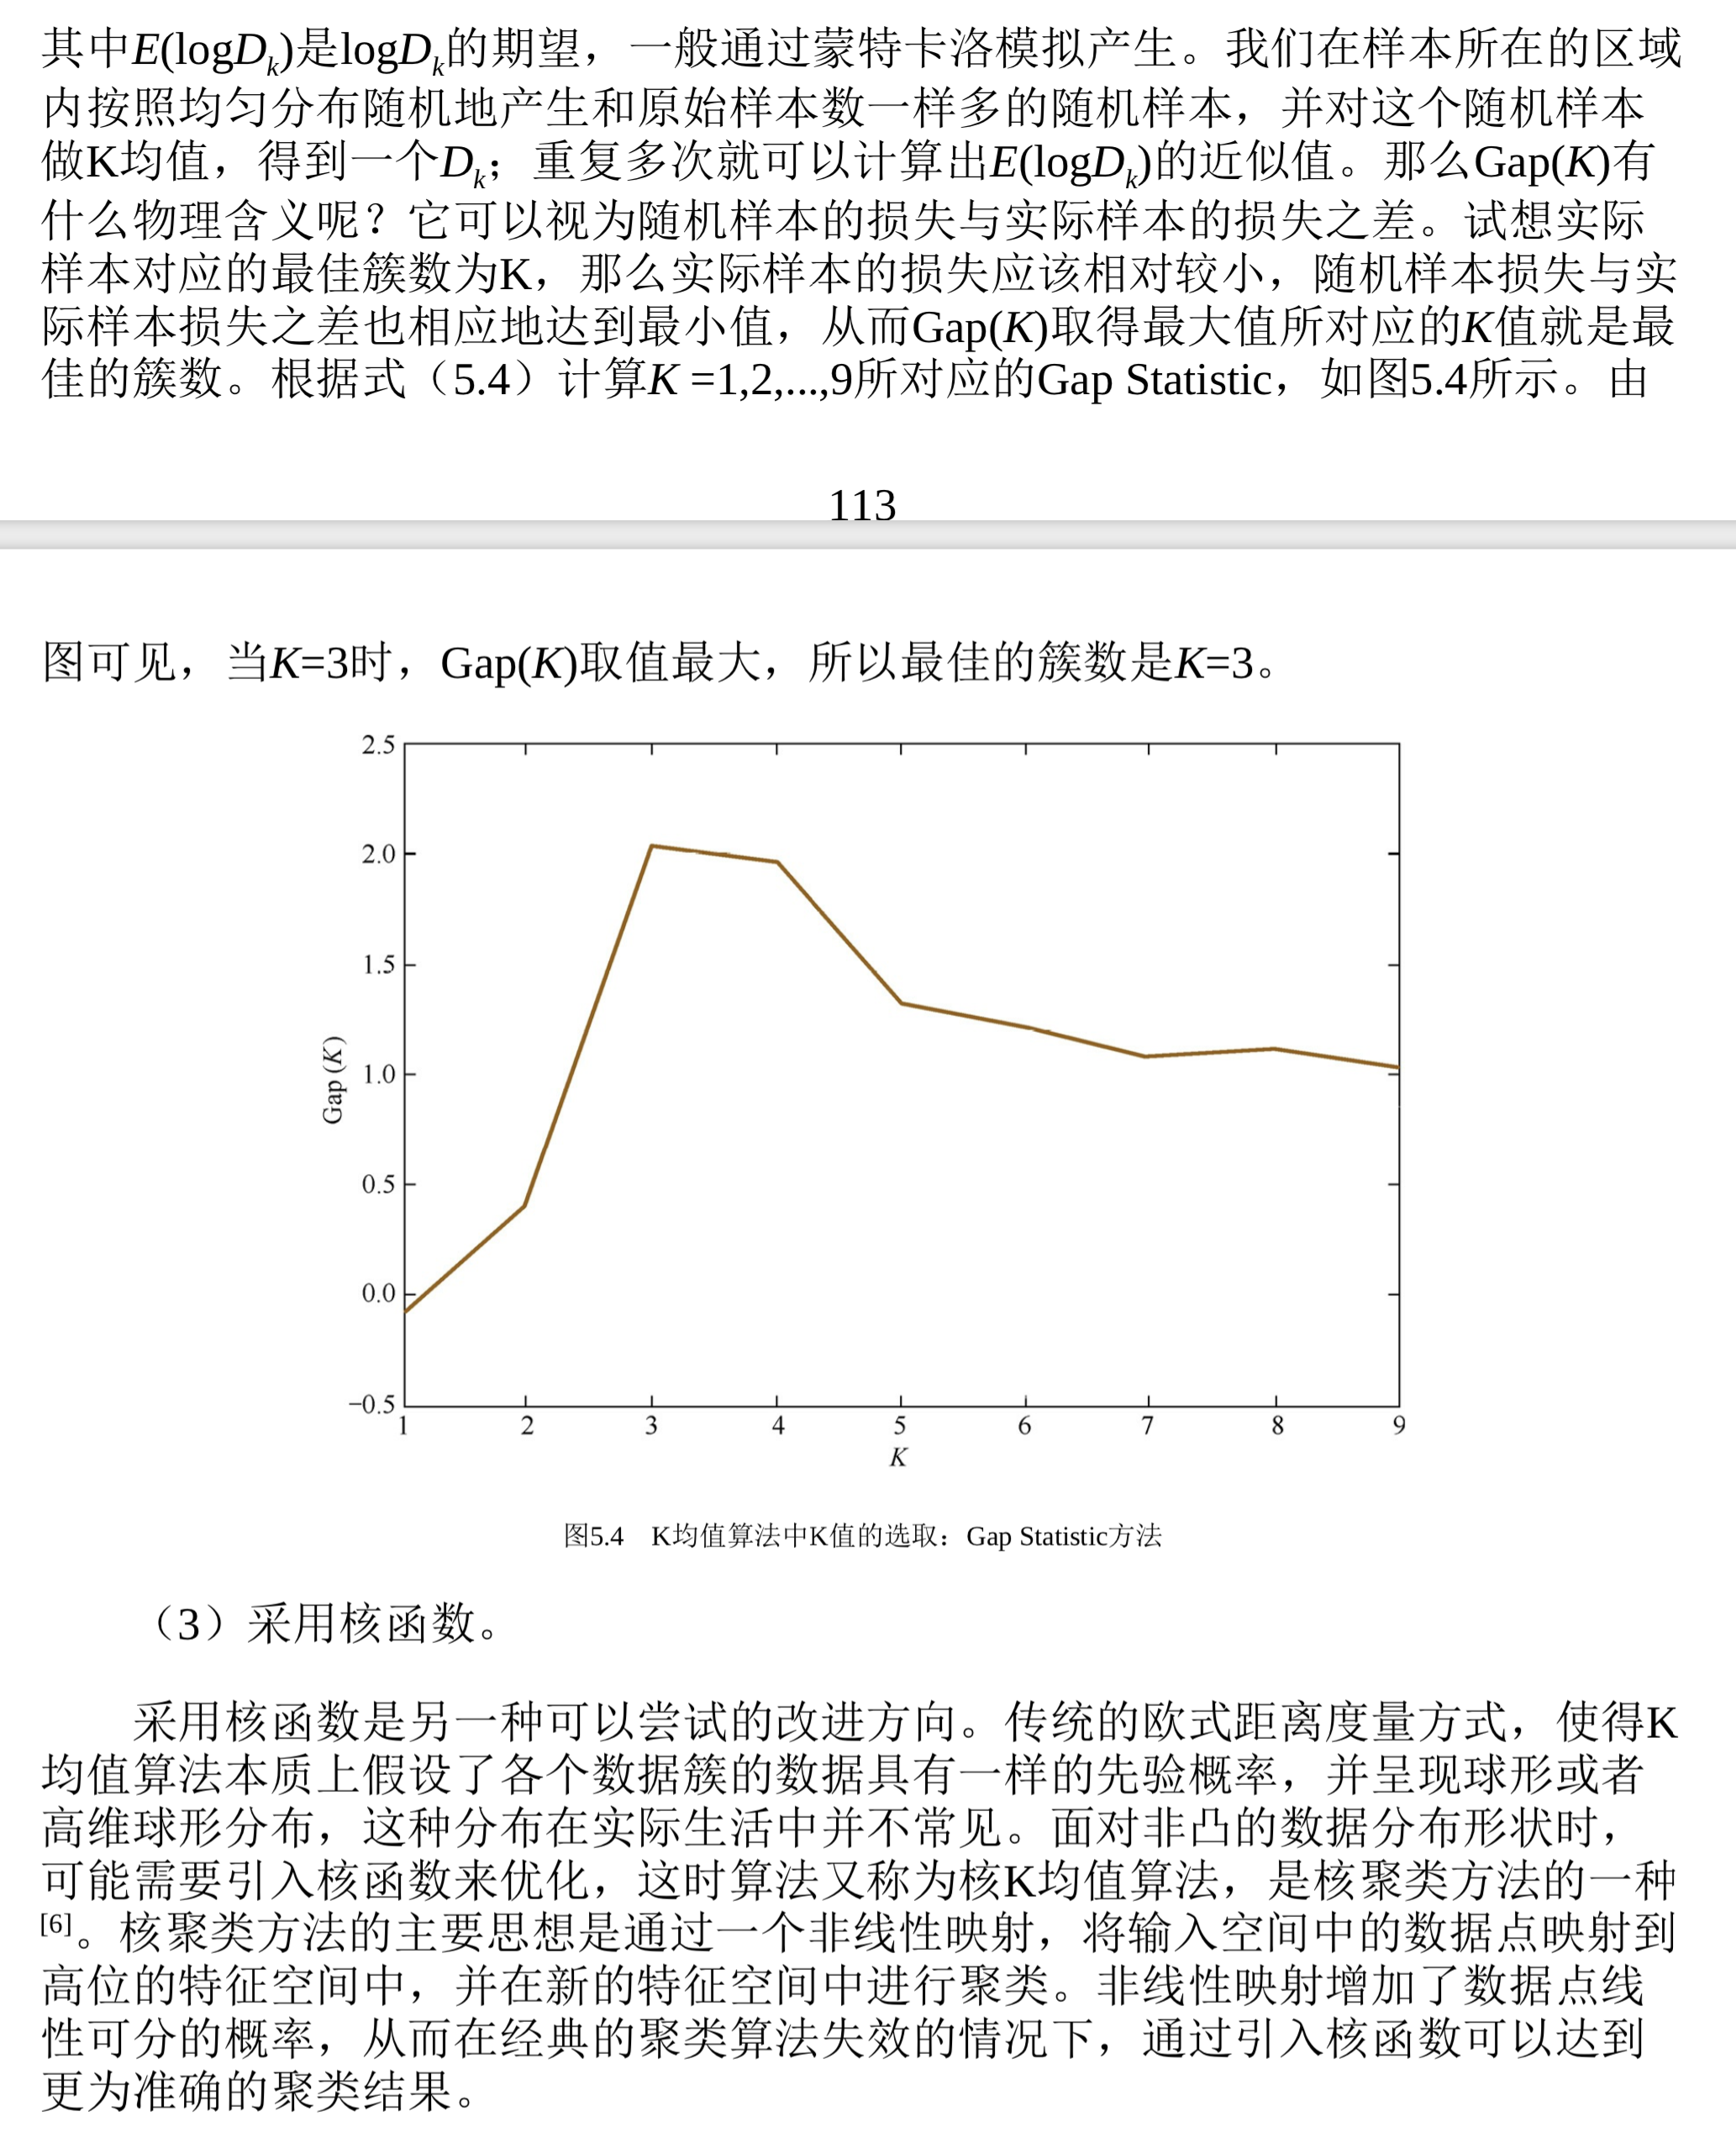 其中E(logDk)是logDk的期望，一般通过蒙特卡洛模拟产生。我们在样本所在的区域
内按照均匀分布随机地产生和原始样本数一样多的随机样本，并对这个随机样本
做K均值，得到一个Dk；重复多次就可以计算出E(logDk)的近似值。那么Gap(K)有
什么物理含义呢？它可以视为随机样本的损失与实际样本的损失之差。试想实际
样本对应的最佳簇数为K，那么实际样本的损失应该相对较小，随机样本损失与实
际样本损失之差也相应地达到最小值，从而Gap(K)取得最大值所对应的K值就是最
佳的簇数。根据式（5.4）计算K =1,2,...,9所对应的Gap Statistic，如图5.4所示。由
113
图可见，当K=3时，Gap(K)取值最大，所以最佳的簇数是K=3。
2.5
2.0
1.5
1.0
0.5
0.0
−0.5
Gap (K)
1 2 3 4 5 6 7 8 9
K
图5.4 K均值算法中K值的选取：Gap Statistic方法
（3）采用核函数。
采用核函数是另一种可以尝试的改进方向。传统的欧式距离度量方式，使得K
均值算法本质上假设了各个数据簇的数据具有一样的先验概率，并呈现球形或者
高维球形分布，这种分布在实际生活中并不常见。面对非凸的数据分布形状时，
可能需要引入核函数来优化，这时算法又称为核K均值算法，是核聚类方法的一种
[6]。核聚类方法的主要思想是通过一个非线性映射，将输入空间中的数据点映射到
高位的特征空间中，并在新的特征空间中进行聚类。非线性映射增加了数据点线
性可分的概率，从而在经典的聚类算法失效的情况下，通过引入核函数可以达到
更为准确的聚类结果。